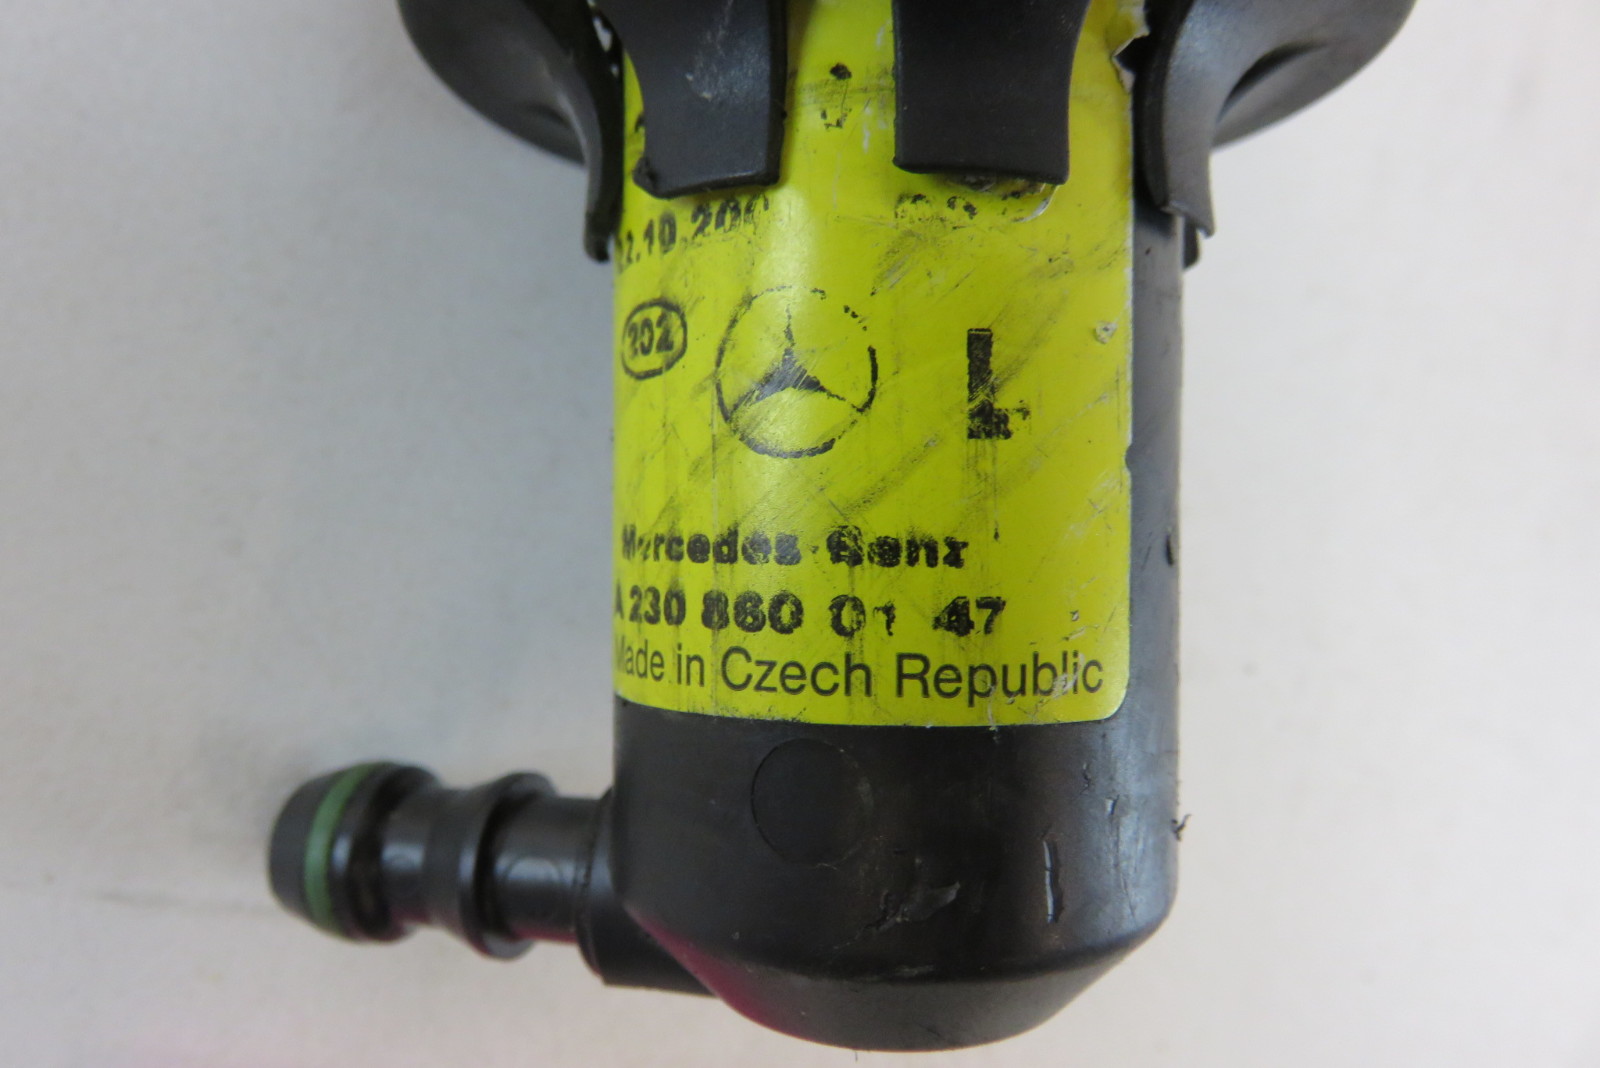 202
L
Mercedes-Benz
A 230 860 01 47
Made in Czech Republic